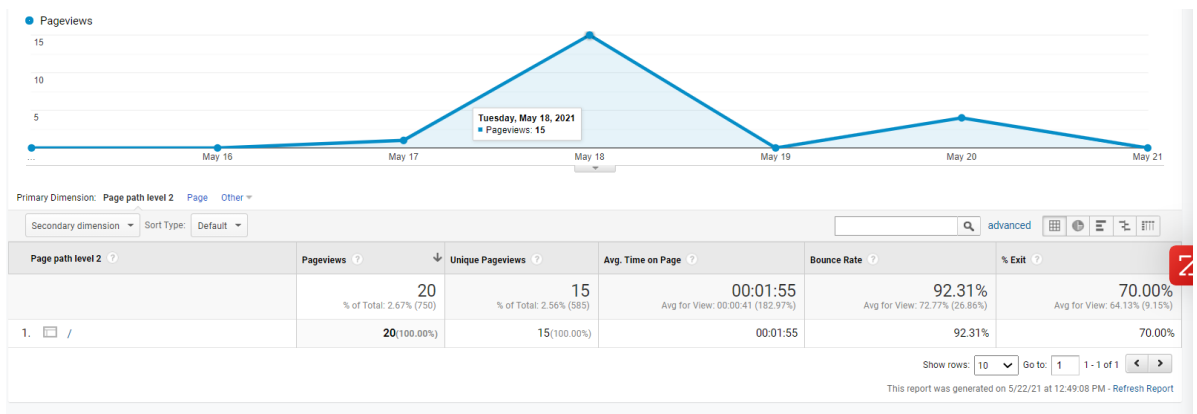 Pageviews
15
10
5
Tuesday, May 18, 2021
Pageviews: 15
... May 16 May 17 May 18 May 19 May 20 May 21
Primary Dimension: Page path level 2 Page Other
Secondary dimension Sort Type: Default advanced
Page path level 2 ? Pageviews ? Unique Pageviews ? Avg. Time on Page ? Bounce Rate ? % Exit ?
20 15 00:01:55 92.31% 70.00%
% of Total: 2.67% (750) % of Total: 2.56% (585) Avg for View: 00:00:41 (182.97%) Avg for View: 72.77% (26.86%) Avg for View: 64.13% (9.15%)
1. / 20(100.00%) 15(100.00%) 00:01:55 92.31% 70.00%
Show rows: 10 Go to: 1 1 - 1 of 1
This report was generated on 5/22/21 at 12:49:08 PM - Refresh Report